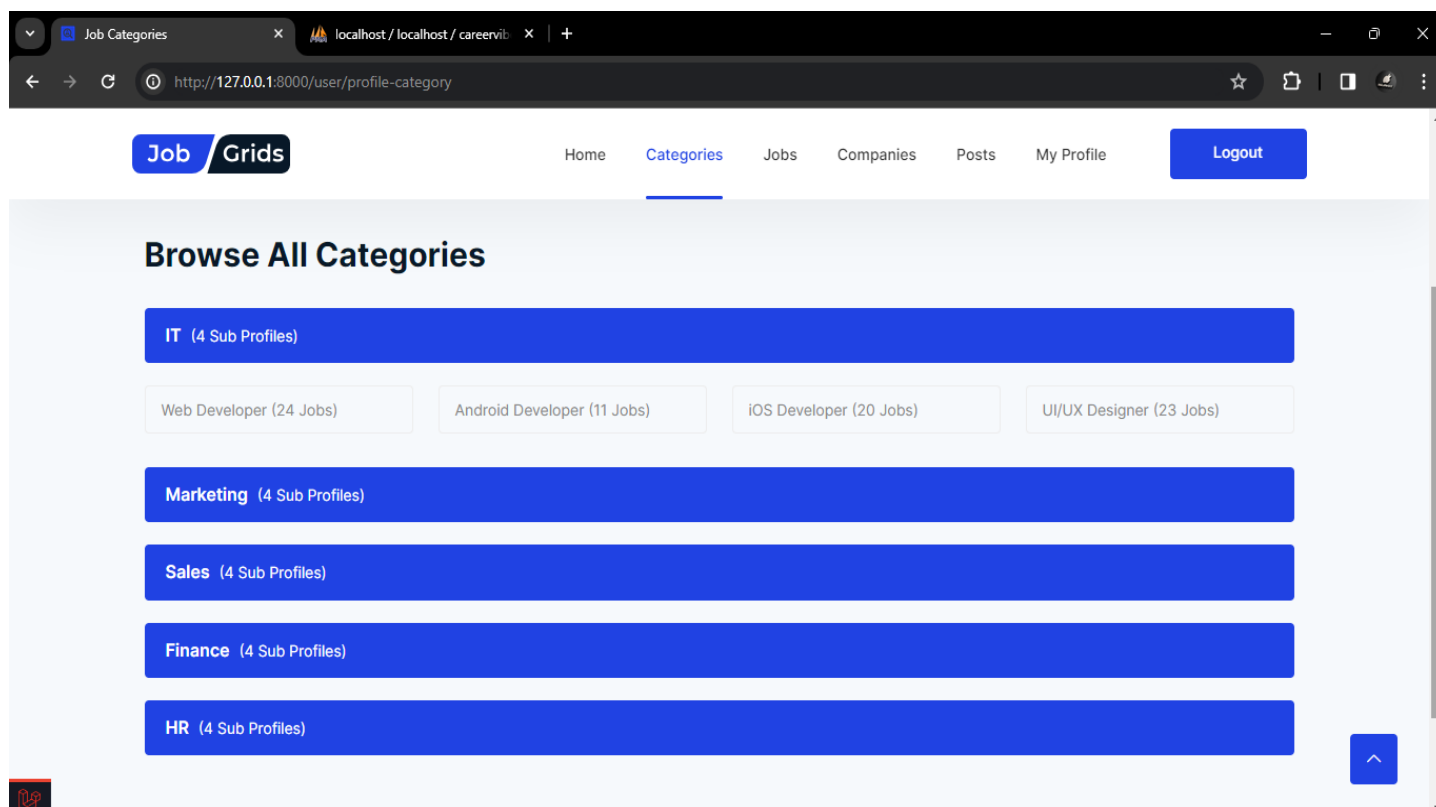 Job Categories
localhost / localhost / careervib
http://127.0.0.1:8000/user/profile-category
Job Grids
Home Categories Jobs Companies Posts My Profile Logout
Browse All Categories
IT (4 Sub Profiles)
Web Developer (24 Jobs) Android Developer (11 Jobs) iOS Developer (20 Jobs) UI/UX Designer (23 Jobs)
Marketing (4 Sub Profiles)
Sales (4 Sub Profiles)
Finance (4 Sub Profiles)
HR (4 Sub Profiles)